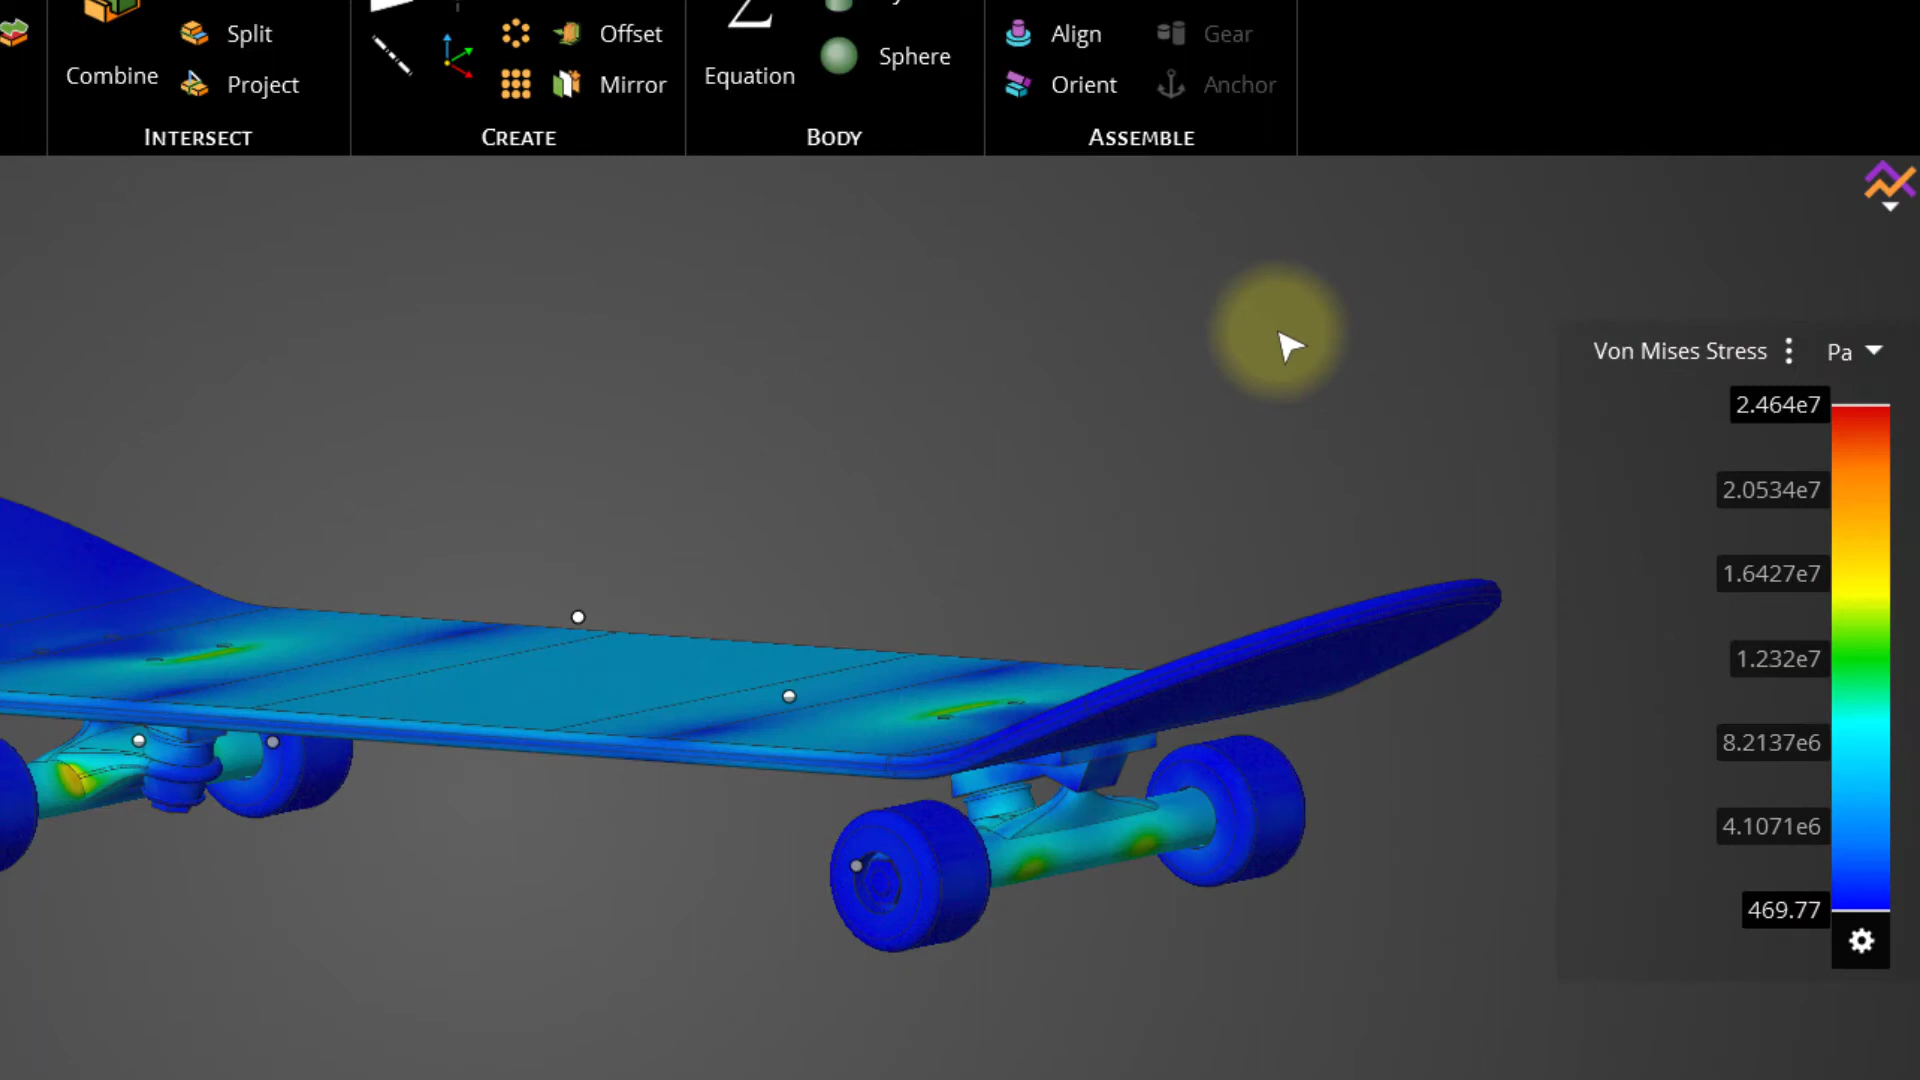 Split
Offset
Align
Gear
Combine
Project
Mirror
Equation
Sphere
Orient
Anchor
INTERSECT
CREATE
BODY
ASSEMBLE
Von Mises Stress
Pa
2.464e7
2.0534e7
1.6427e7
1.232e7
8.2137e6
4.1071e6
469.77